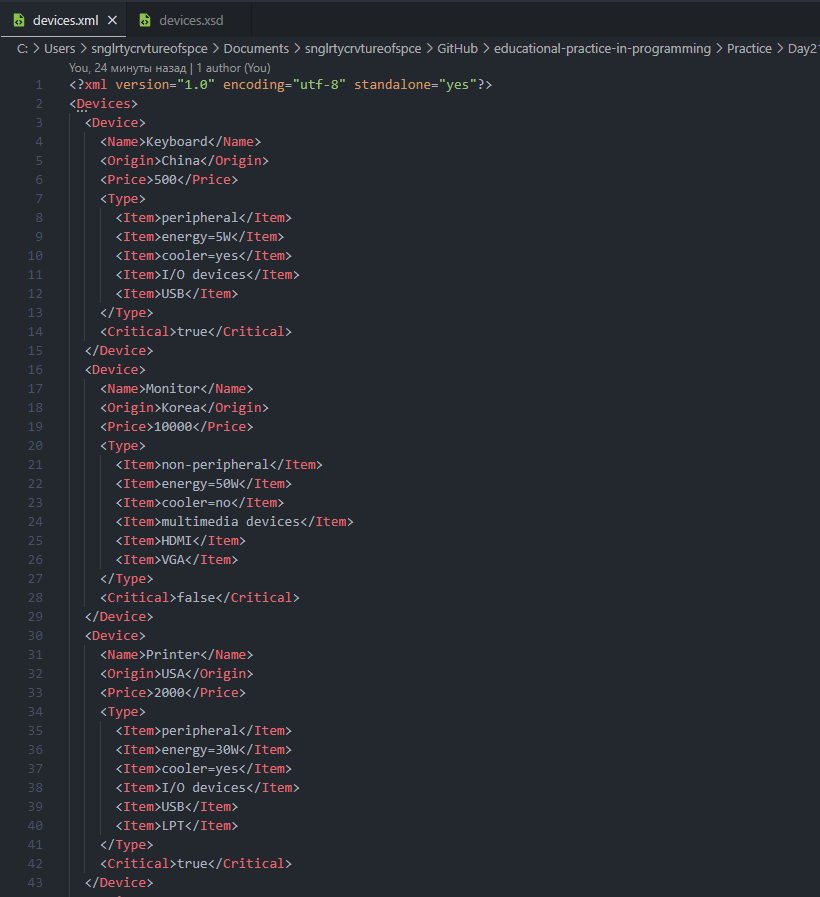 devices.xml
devices.xsd
C: > Users > snglrtycrvtureofspce > Documents > snglrtycrvtureofspce > GitHub > educational-practice-in-programming > Practice > Day21
You, 24 минуты назад | 1 author (You)
1 <?xml version="1.0" encoding="utf-8" standalone="yes"?>
2 <Devices>
3 <Device>
4 <Name>Keyboard</Name>
5 <Origin>China</Origin>
6 <Price>500</Price>
7 <Type>
8 <Item>peripheral</Item>
9 <Item>energy=5W</Item>
10 <Item>cooler=yes</Item>
11 <Item>I/O devices</Item>
12 <Item>USB</Item>
13 </Type>
14 <Critical>true</Critical>
15 </Device>
16 <Device>
17 <Name>Monitor</Name>
18 <Origin>Korea</Origin>
19 <Price>10000</Price>
20 <Type>
21 <Item>non-peripheral</Item>
22 <Item>energy=50W</Item>
23 <Item>cooler=no</Item>
24 <Item>multimedia devices</Item>
25 <Item>HDMI</Item>
26 <Item>VGA</Item>
27 </Type>
28 <Critical>false</Critical>
29 </Device>
30 <Device>
31 <Name>Printer</Name>
32 <Origin>USA</Origin>
33 <Price>2000</Price>
34 <Type>
35 <Item>peripheral</Item>
36 <Item>energy=30W</Item>
37 <Item>cooler=yes</Item>
38 <Item>I/O devices</Item>
39 <Item>USB</Item>
40 <Item>LPT</Item>
41 </Type>
42 <Critical>true</Critical>
43 </Device>